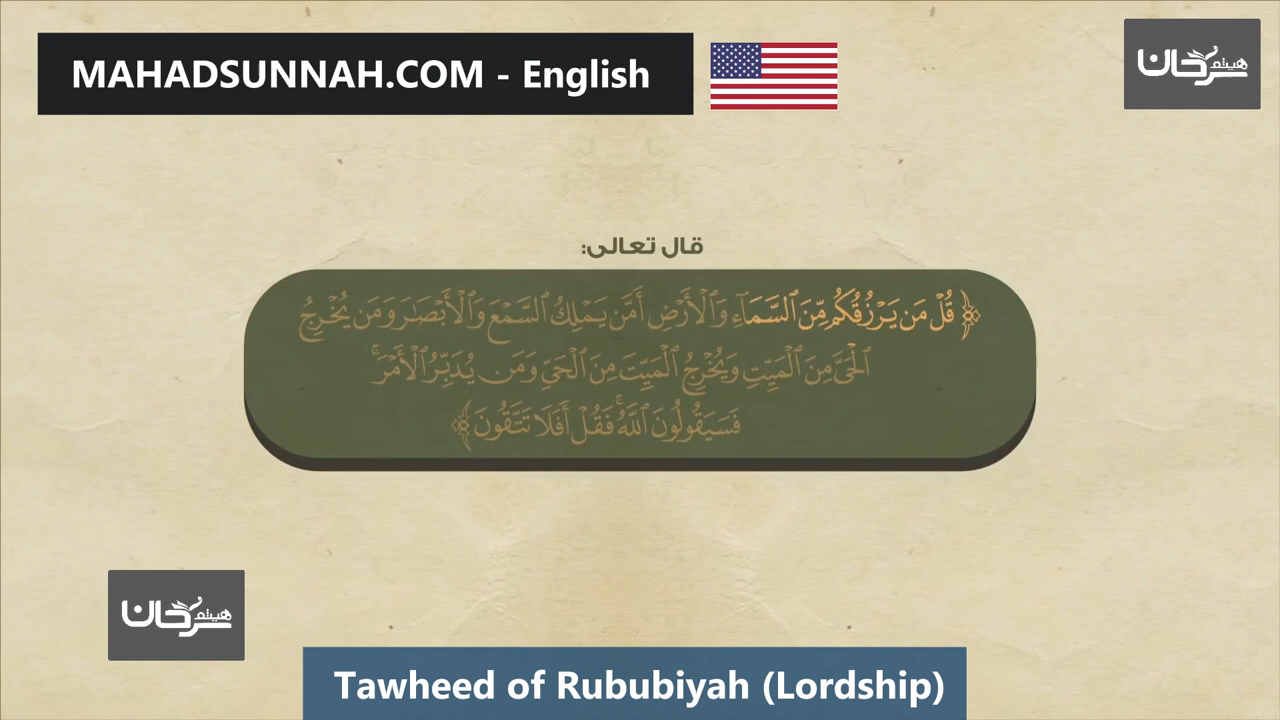 MAHADSUNNAH.COM - English
هيثم سرحان
قال تعالى:
﴿ قُلْ مَن يَرْزُقُكُم مِّنَ ٱلسَّمَآءِ وَٱلْأَرْضِ أَمَّن يَمْلِكُ ٱلسَّمْعَ وَٱلْأَبْصَٰرَ وَمَن يُخْرِجُ
ٱلْحَىَّ مِنَ ٱلْمَيِّتِ وَيُخْرِجُ ٱلْمَيِّتَ مِنَ ٱلْحَىِّ وَمَن يُدَبِّرُ ٱلْأَمْرَ ۚ
فَسَيَقُولُونَ ٱللَّهُ ۚ فَقُلْ أَفَلَا تَتَّقُونَ ﴾
هيثم سرحان
Tawheed of Rububiyah (Lordship)